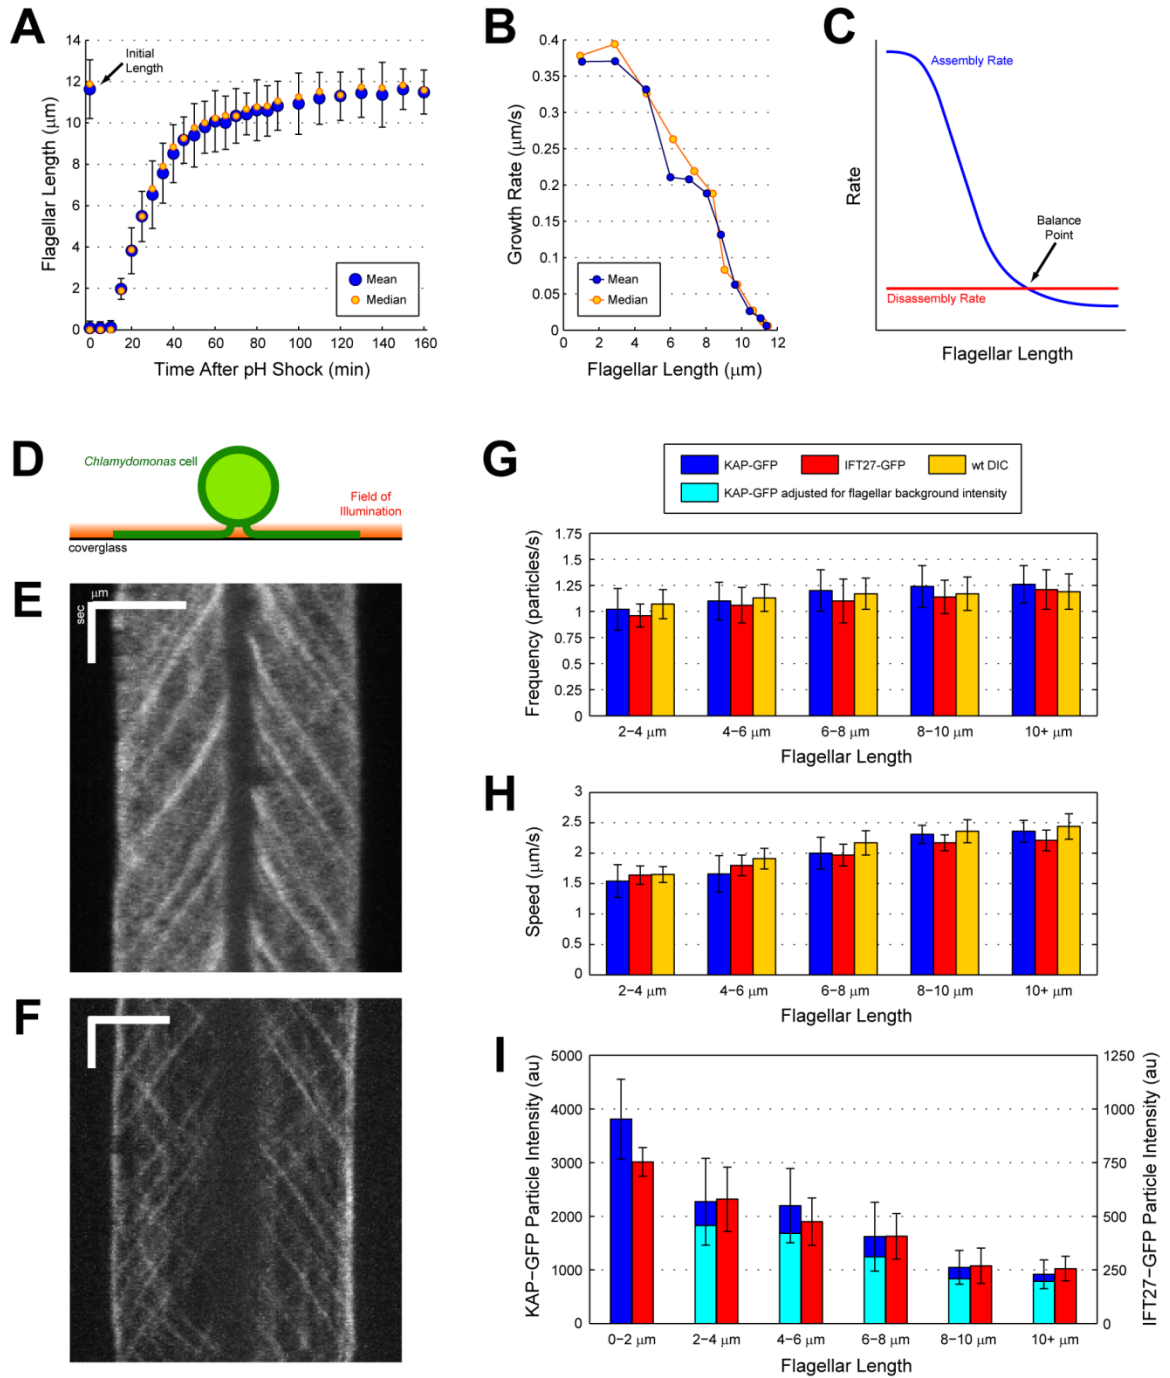 A
14
12
10
8
6
4
2
0
Flagellar Length (μm)
Initial
Length
Mean
Median
0 20 40 60 80 100 120 140 160
Time After pH Shock (min)
B
0.4
0.35
0.3
0.25
0.2
0.15
0.1
0.05
0
Growth Rate (μm/s)
Mean
Median
0 2 4 6 8 10 12
Flagellar Length (μm)
C
Rate
Assembly Rate
Balance
Point
Disassembly Rate
Flagellar Length
D
Chlamydomonas cell
Field of
Illumination
coverglass
E
μm
sec
F
G
KAP-GFP IFT27-GFP wt DIC
KAP-GFP adjusted for flagellar background intensity
1.75
1.5
1.25
1
0.75
0.5
0.25
0
Frequency (particles/s)
2-4 μm 4-6 μm 6-8 μm 8-10 μm 10+ μm
Flagellar Length
H
3
2.5
2
1.5
1
0.5
0
Speed (μm/s)
2-4 μm 4-6 μm 6-8 μm 8-10 μm 10+ μm
Flagellar Length
I
5000
4000
3000
2000
1000
0
KAP-GFP Particle Intensity (au)
1250
1000
750
500
250
0
IFT27-GFP Particle Intensity (au)
0-2 μm 2-4 μm 4-6 μm 6-8 μm 8-10 μm 10+ μm
Flagellar Length